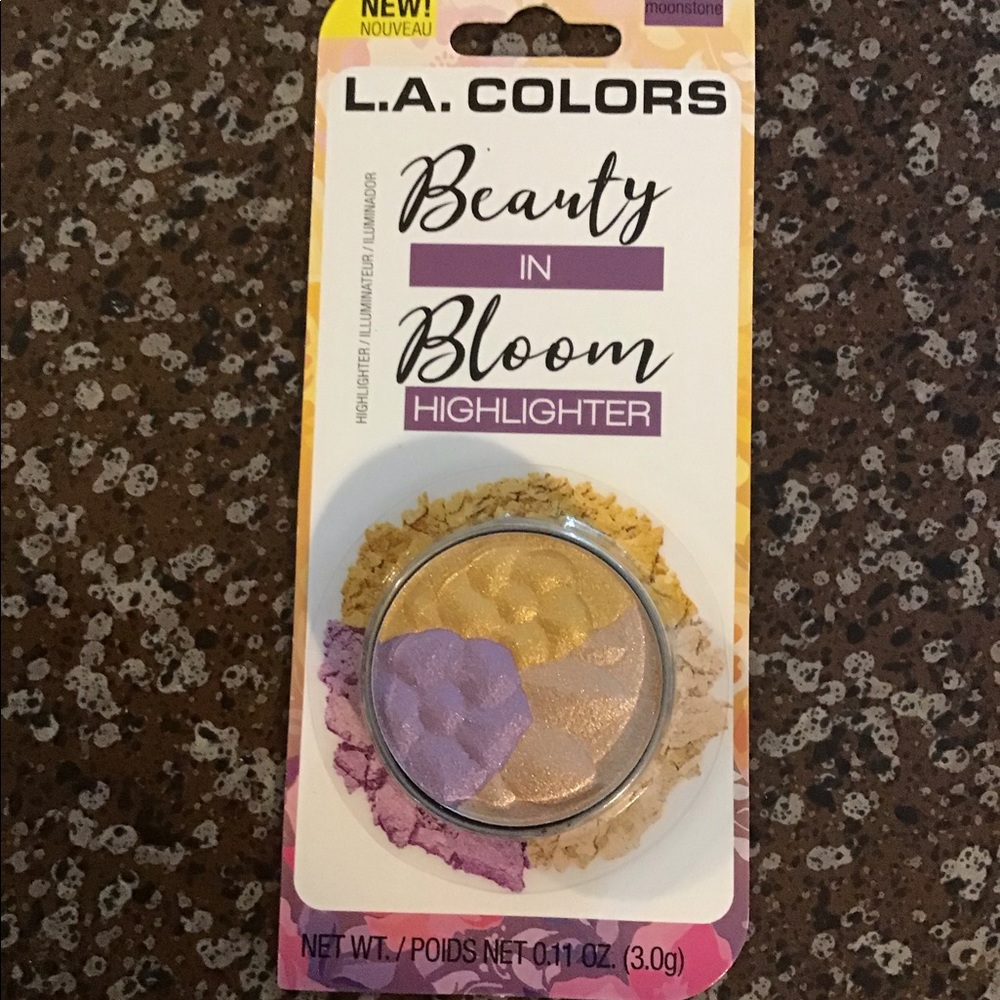 NEW!
NOUVEAU
moonstone
L.A. COLORS
HIGHLIGHTER / ILLUMINATEUR / ILUMINADOR
Beauty
IN
Bloom
HIGHLIGHTER
NET WT. / POIDS NET 0.11 OZ. (3.0g)